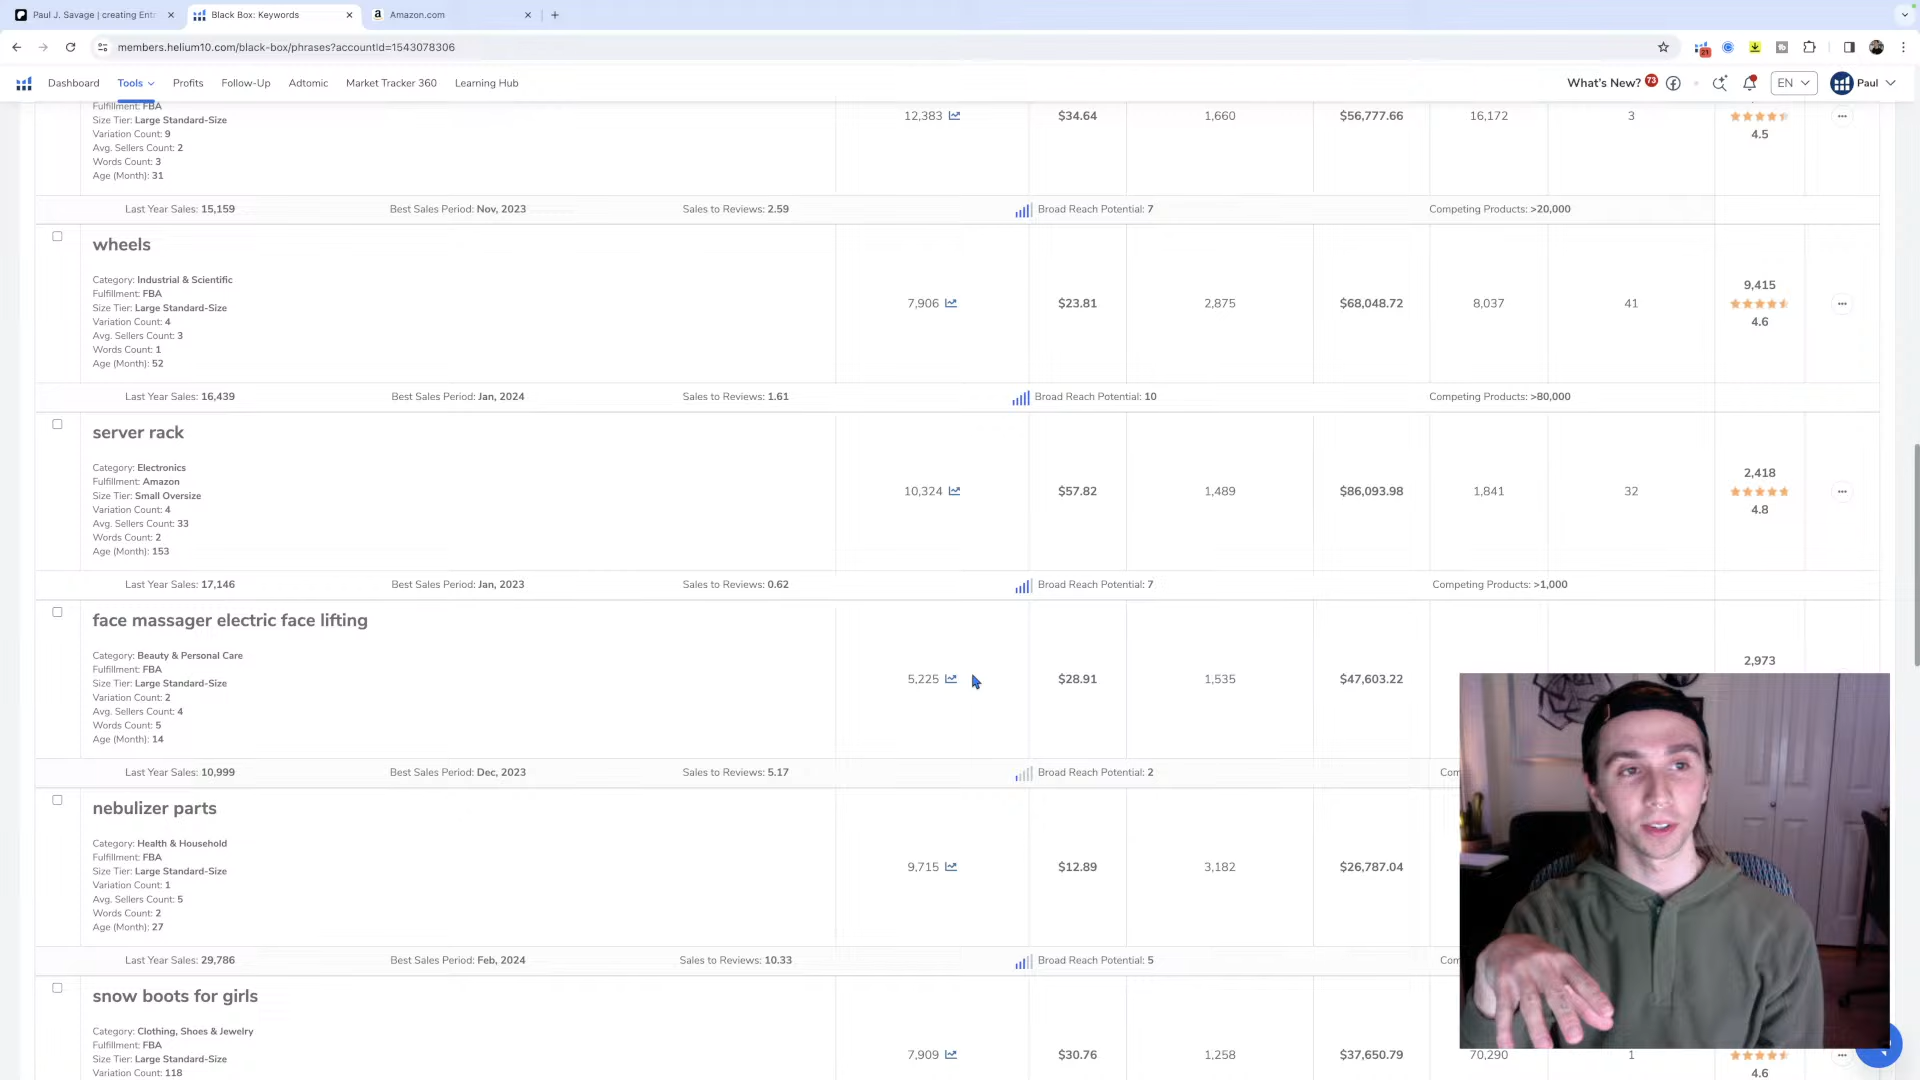 Paul J. Savage | creating Ent
Black Box: Keywords
Amazon.com
members.helium10.com/black-box/phrases?accountId=1543078306
21
Dashboard
Tools
Profits
Follow-Up
Adtomic
Market Tracker 360
Learning Hub
What's New? 73
EN
Paul
Fulfillment: FBA
Size Tier: Large Standard-Size
Variation Count: 9
Avg. Sellers Count: 2
Words Count: 3
Age (Month): 31
12,383
$34.64
1,660
$56,777.66
16,172
3
4.5
Last Year Sales: 15,159
Best Sales Period: Nov, 2023
Sales to Reviews: 2.59
Broad Reach Potential: 7
Competing Products: >20,000
wheels
Category: Industrial & Scientific
Fulfillment: FBA
Size Tier: Large Standard-Size
Variation Count: 4
Avg. Sellers Count: 3
Words Count: 1
Age (Month): 52
7,906
$23.81
2,875
$68,048.72
8,037
41
9,415
4.6
Last Year Sales: 16,439
Best Sales Period: Jan, 2024
Sales to Reviews: 1.61
Broad Reach Potential: 10
Competing Products: >80,000
server rack
Category: Electronics
Fulfillment: Amazon
Size Tier: Small Oversize
Variation Count: 4
Avg. Sellers Count: 33
Words Count: 2
Age (Month): 153
10,324
$57.82
1,489
$86,093.98
1,841
32
2,418
4.8
Last Year Sales: 17,146
Best Sales Period: Jan, 2023
Sales to Reviews: 0.62
Broad Reach Potential: 7
Competing Products: >1,000
face massager electric face lifting
Category: Beauty & Personal Care
Fulfillment: FBA
Size Tier: Large Standard-Size
Variation Count: 2
Avg. Sellers Count: 4
Words Count: 5
Age (Month): 14
5,225
$28.91
1,535
$47,603.22
2,973
Last Year Sales: 10,999
Best Sales Period: Dec, 2023
Sales to Reviews: 5.17
Broad Reach Potential: 2
Com
nebulizer parts
Category: Health & Household
Fulfillment: FBA
Size Tier: Large Standard-Size
Variation Count: 1
Avg. Sellers Count: 5
Words Count: 2
Age (Month): 27
9,715
$12.89
3,182
$26,787.04
Last Year Sales: 29,786
Best Sales Period: Feb, 2024
Sales to Reviews: 10.33
Broad Reach Potential: 5
Com
snow boots for girls
Category: Clothing, Shoes & Jewelry
Fulfillment: FBA
Size Tier: Large Standard-Size
Variation Count: 118
7,909
$30.76
1,258
$37,650.79
70,290
1
4.6